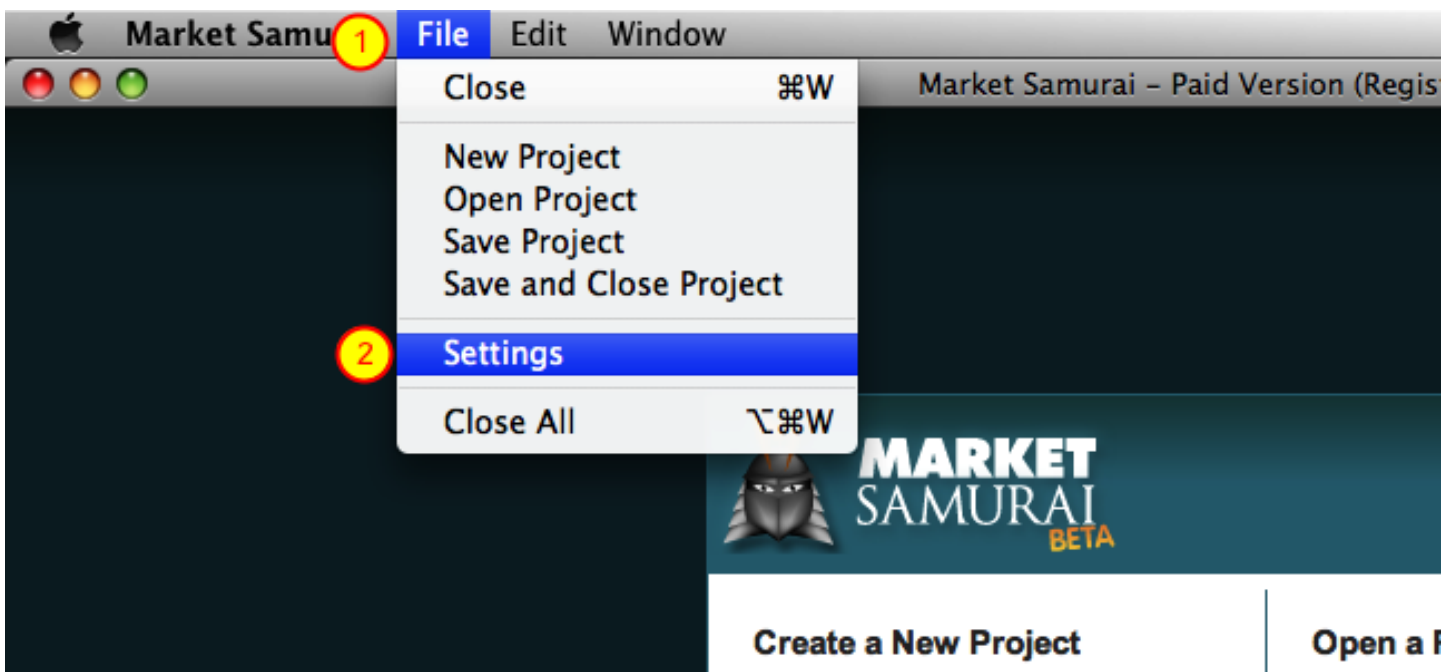 Market Samu 1 File Edit Window
Market Samurai – Paid Version (Regis
Close ⌘W
New Project
Open Project
Save Project
Save and Close Project
2 Settings
Close All ⌥⌘W
MARKET
SAMURAI
BETA
Create a New Project Open a